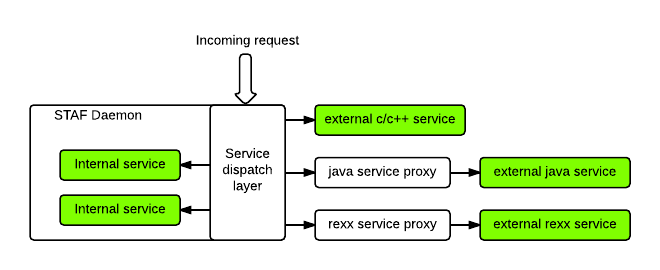 Incoming request
STAF Daemon
external c/c++ service
Internal service
Service
dispatch
layer
java service proxy
external java service
Internal service
rexx service proxy
external rexx service